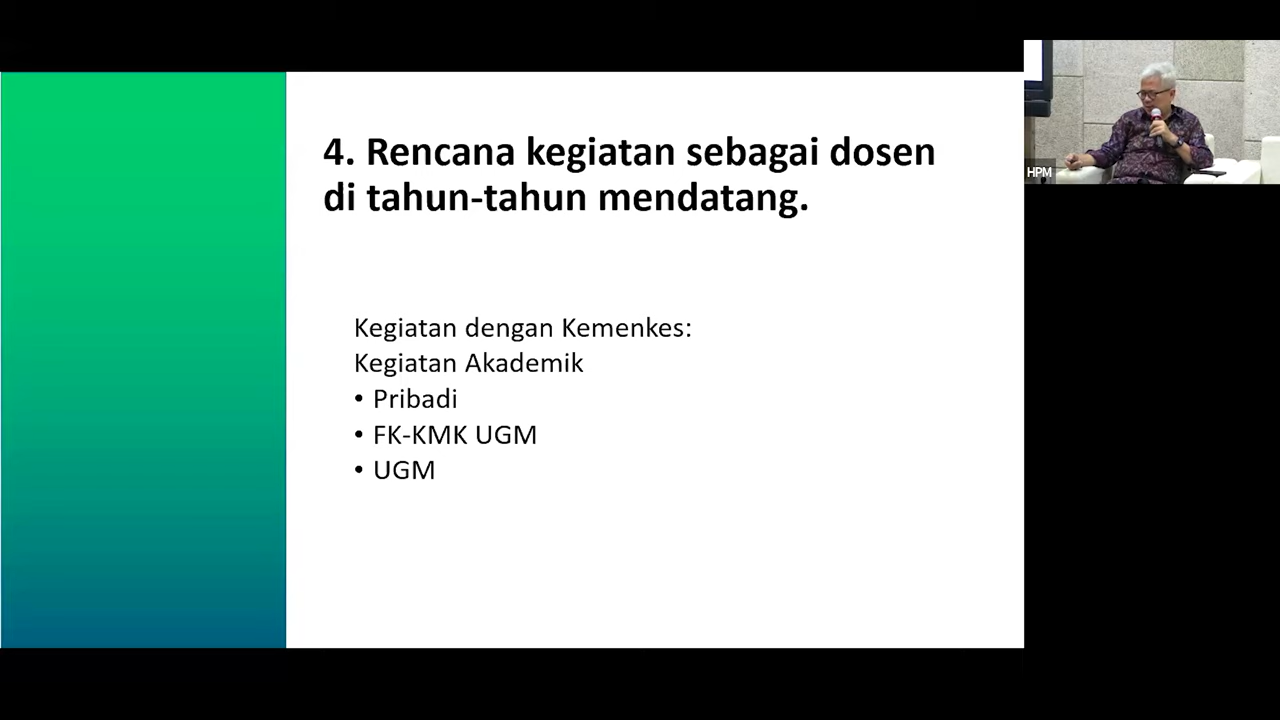 4. Rencana kegiatan sebagai dosen
di tahun-tahun mendatang.
Kegiatan dengan Kemenkes:
Kegiatan Akademik
• Pribadi
• FK-KMK UGM
• UGM
HPM